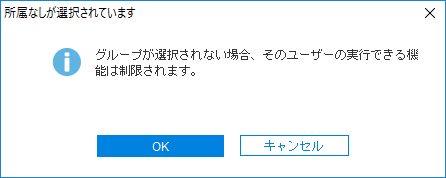 所属なしが選択されています
グループが選択されない場合、そのユーザーの実行できる機
能は制限されます。
OK
キャンセル